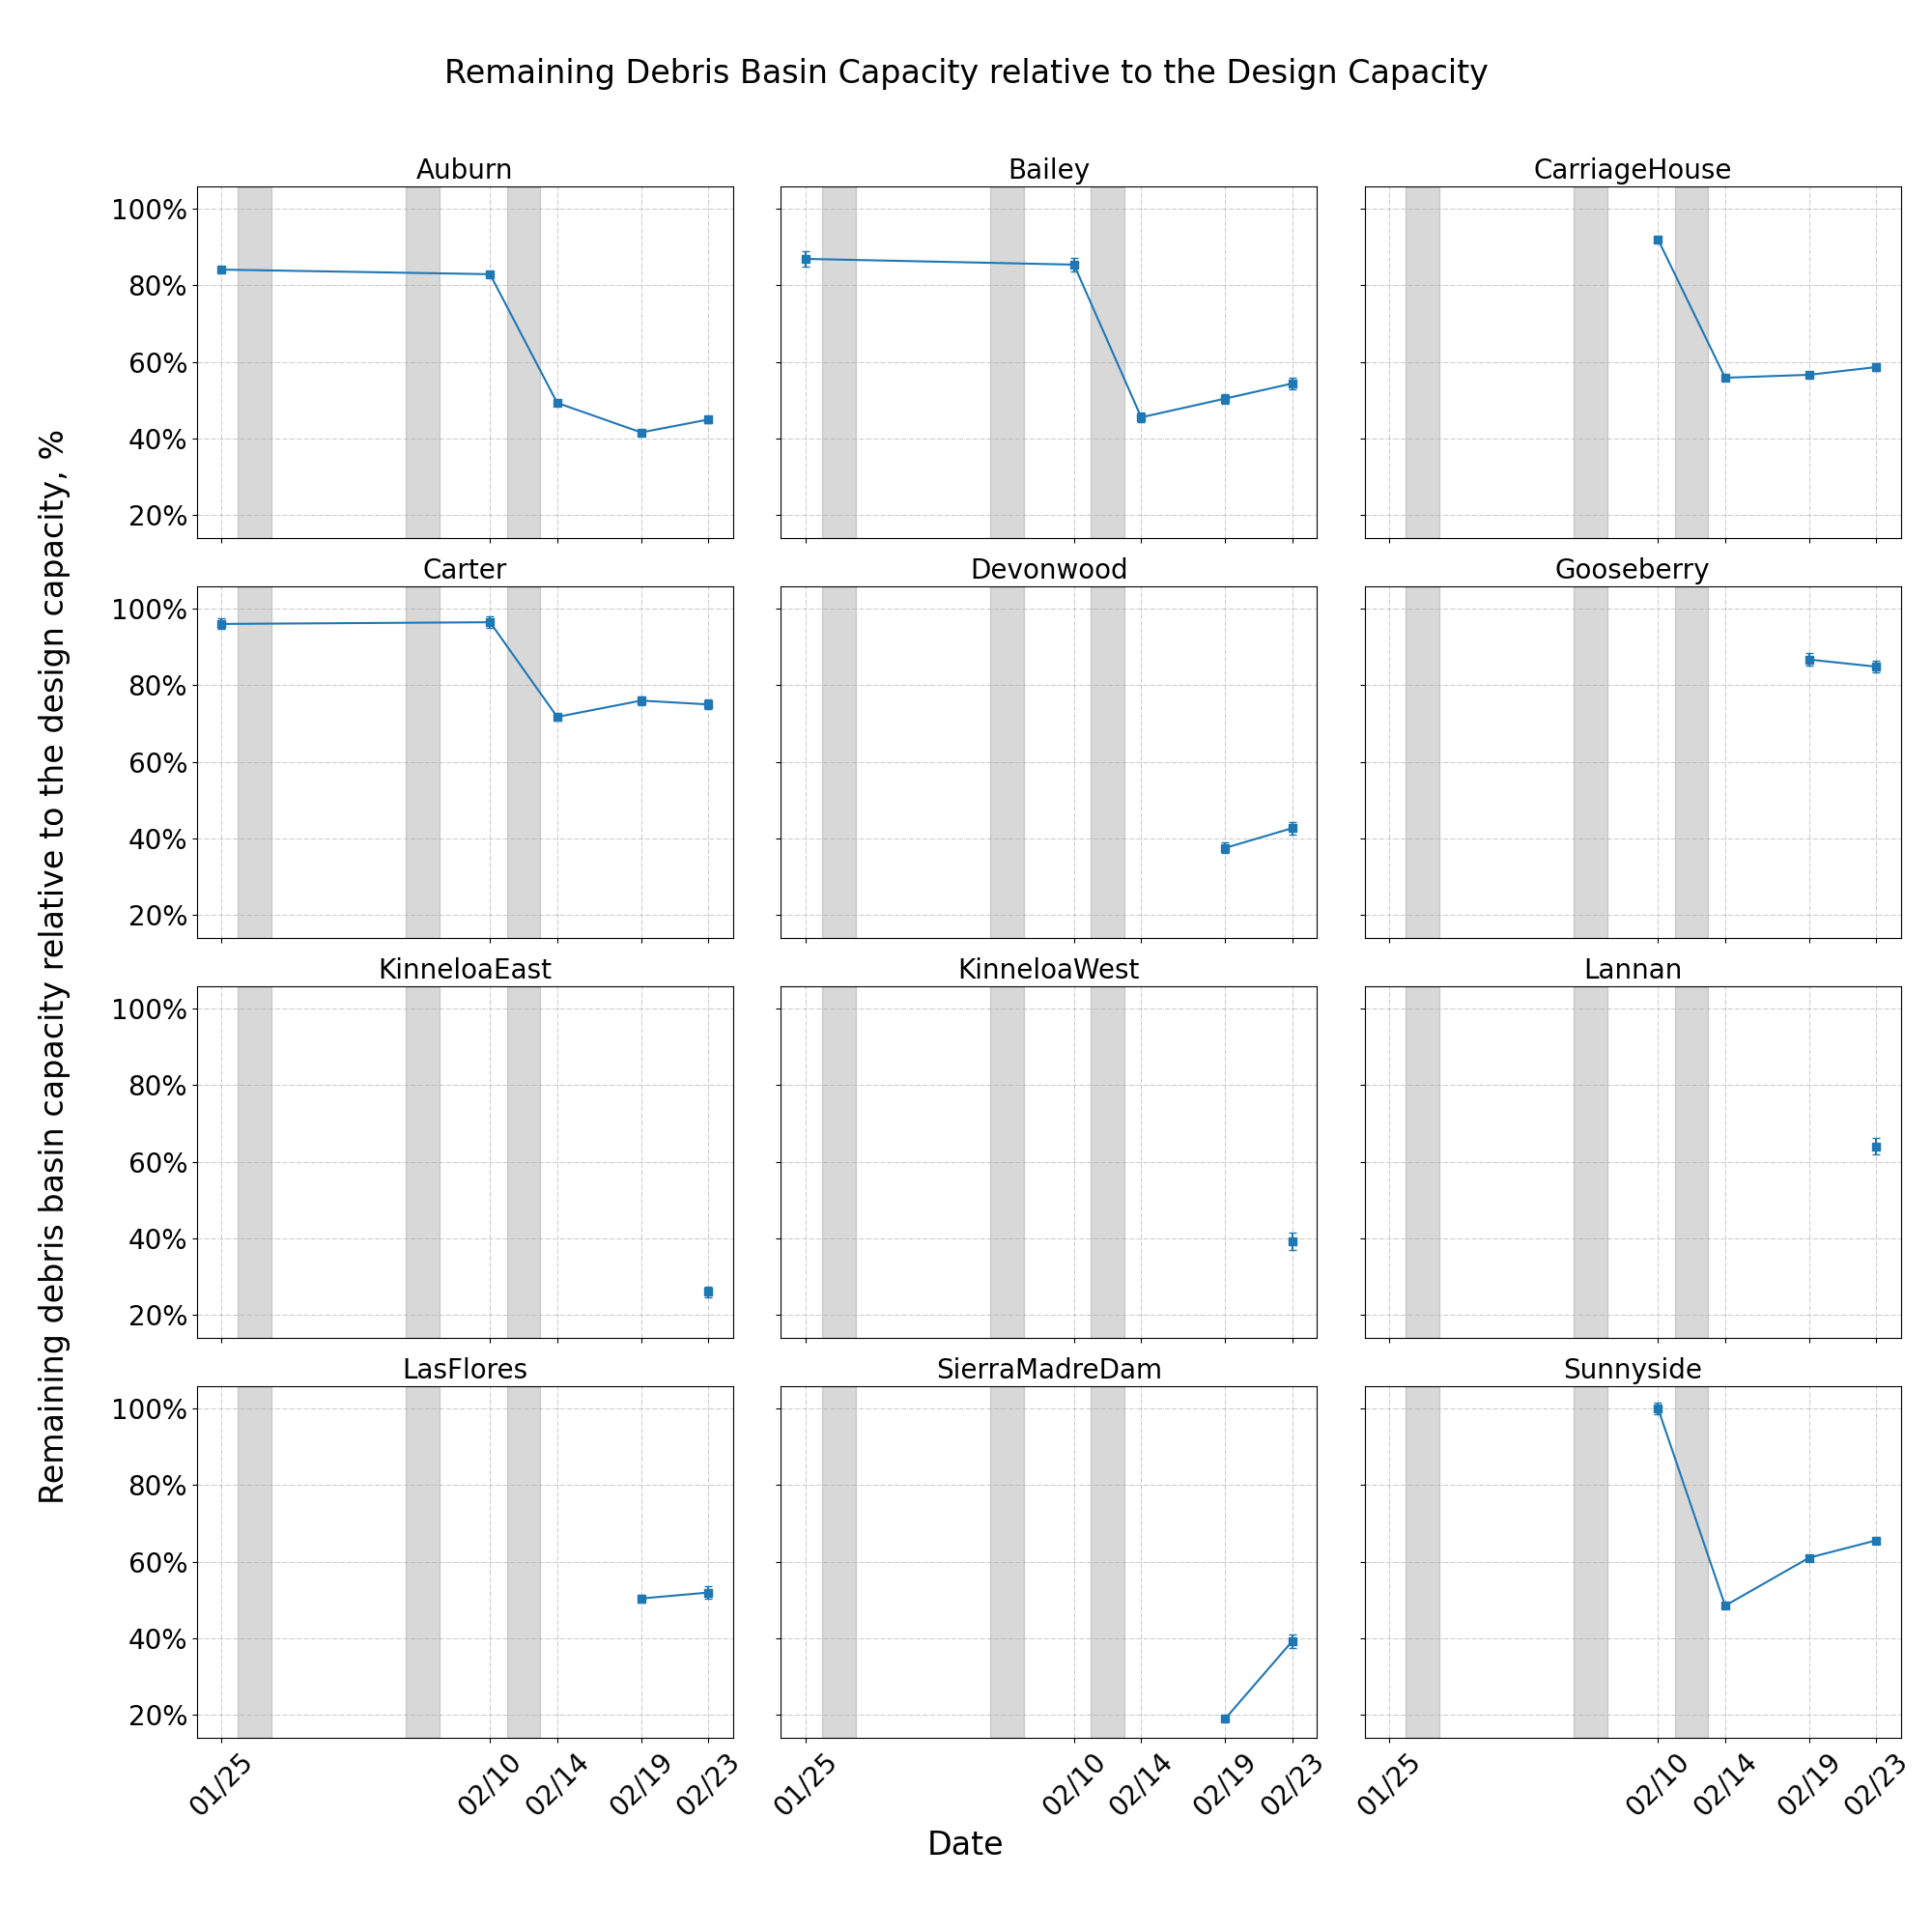 Remaining Debris Basin Capacity relative to the Design Capacity
Remaining debris basin capacity relative to the design capacity, %
Auburn
100%
80%
60%
40%
20%
Bailey
CarriageHouse
Carter
100%
80%
60%
40%
20%
Devonwood
Gooseberry
KinneloaEast
100%
80%
60%
40%
20%
KinneloaWest
Lannan
LasFlores
100%
80%
60%
40%
20%
01/25 02/10 02/14 02/19 02/23
SierraMadreDam
01/25 02/10 02/14 02/19 02/23
Sunnyside
01/25 02/10 02/14 02/19 02/23
Date